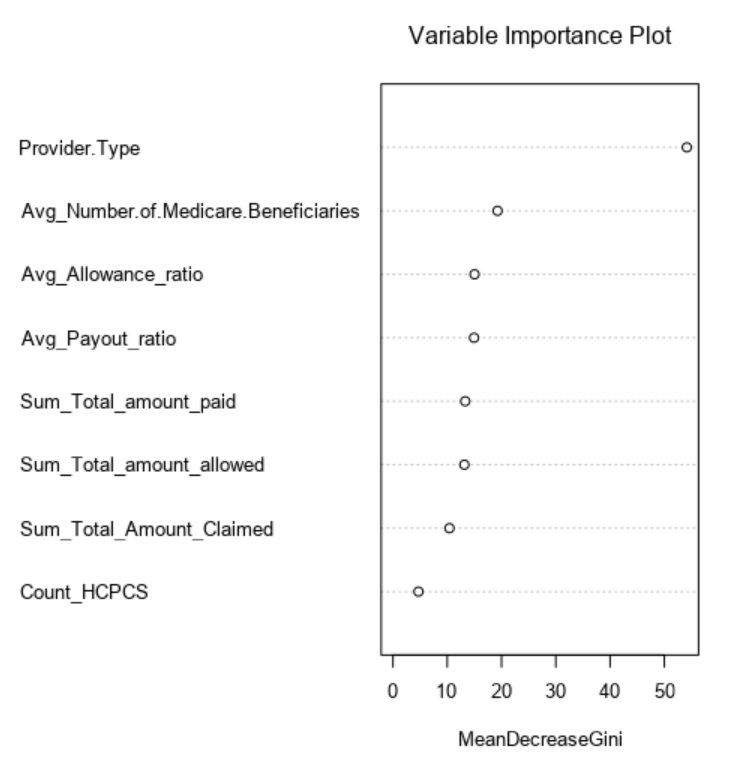 Variable Importance Plot
Provider.Type
Avg_Number.of.Medicare.Beneficiaries
Avg_Allowance_ratio
Avg_Payout_ratio
Sum_Total_amount_paid
Sum_Total_amount_allowed
Sum_Total_Amount_Claimed
Count_HCPCS
0 10 20 30 40 50
MeanDecreaseGini